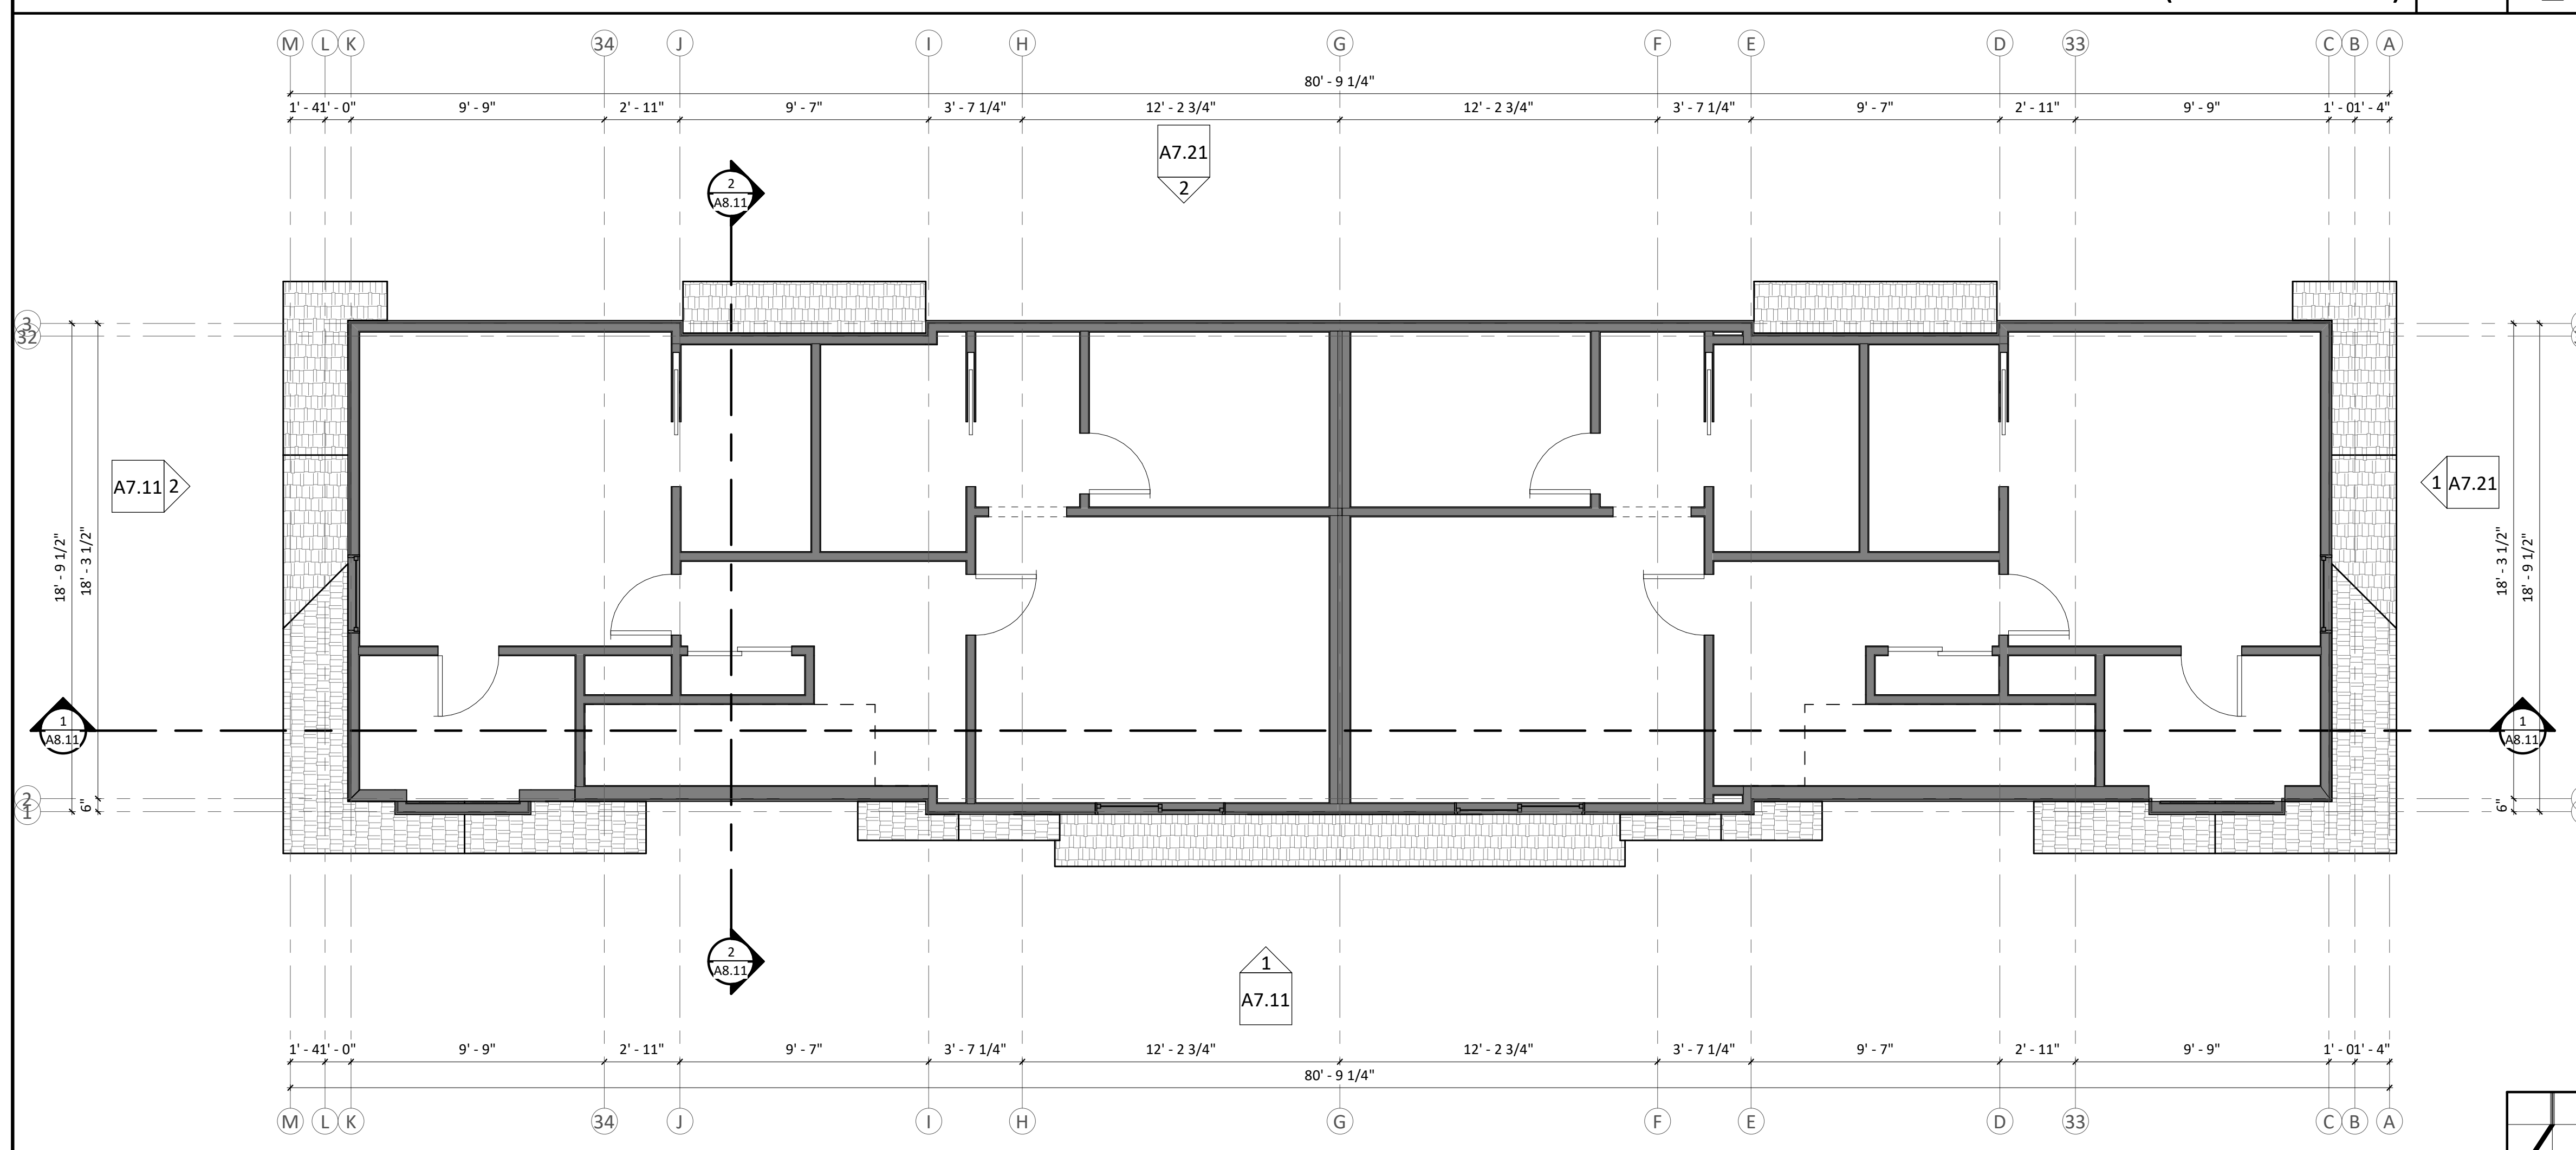 M L K 34 J I H G F E D 33 C B A
80' - 9 1/4"
1' - 4 1' - 0" 9' - 9" 2' - 11" 9' - 7" 3' - 7 1/4" 12' - 2 3/4" 12' - 2 3/4" 3' - 7 1/4" 9' - 7" 2' - 11" 9' - 9" 1' - 0 1' - 4"
A7.21
2
2
A8.11
3
32
A7.11 2
1 A7.21
18' - 9 1/2"
18' - 3 1/2"
18' - 3 1/2"
18' - 9 1/2"
1
A8.11
1
A8.11
2
1
6"
6"
2
A8.11
1
A7.11
1' - 4 1' - 0" 9' - 9" 2' - 11" 9' - 7" 3' - 7 1/4" 12' - 2 3/4" 12' - 2 3/4" 3' - 7 1/4" 9' - 7" 2' - 11" 9' - 9" 1' - 0 1' - 4"
80' - 9 1/4"
M L K 34 J I H G F E D 33 C B A